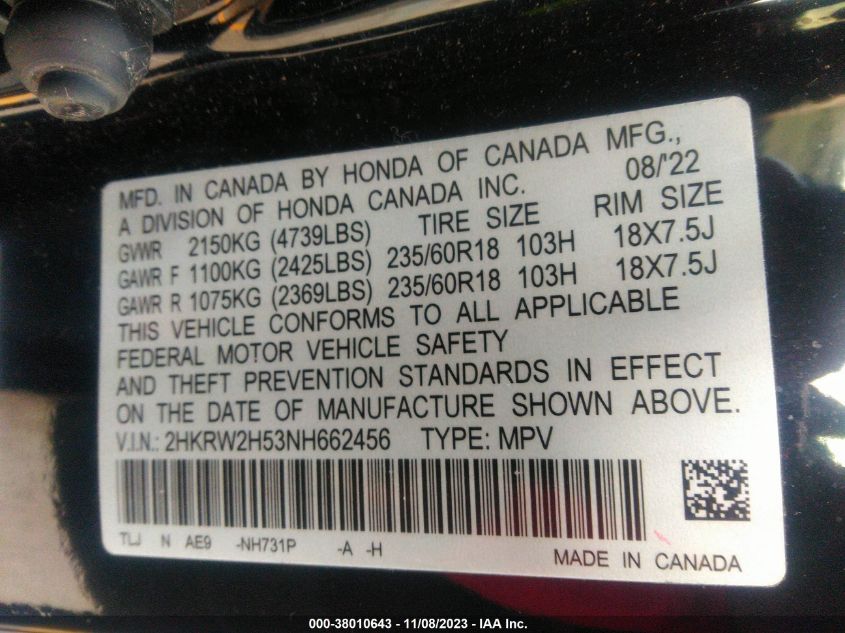 MFD. IN CANADA BY HONDA OF CANADA MFG.,
A DIVISION OF HONDA CANADA INC. 08/'22
GVWR 2150KG (4739LBS) TIRE SIZE RIM SIZE
GAWR F 1100KG (2425LBS) 235/60R18 103H 18X7.5J
GAWR R 1075KG (2369LBS) 235/60R18 103H 18X7.5J
THIS VEHICLE CONFORMS TO ALL APPLICABLE
FEDERAL MOTOR VEHICLE SAFETY
AND THEFT PREVENTION STANDARDS IN EFFECT
ON THE DATE OF MANUFACTURE SHOWN ABOVE.
V.I.N.: 2HKRW2H53NH662456 TYPE: MPV
TLJ N AE9 -NH731P -A -H
MADE IN CANADA
000-38010643 - 11/08/2023 - IAA Inc.